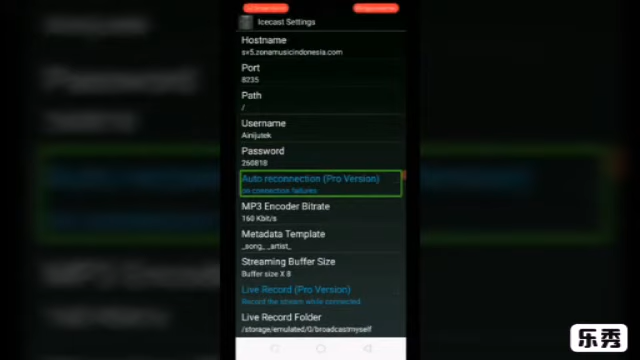 Icecast Settings
Hostname
sv5.zonamusicindonesia.com
Port
8235
Path
/
Username
Ainijutek
Password
260818
Auto reconnection (Pro Version)
on connection failures
MP3 Encoder Bitrate
160 Kbit/s
Metadata Template
_song_ _artist_
Streaming Buffer Size
Buffer size X 8
Live Record (Pro Version)
Record the stream while connected
Live Record Folder
/storage/emulated/0/broadcastmyself
乐秀